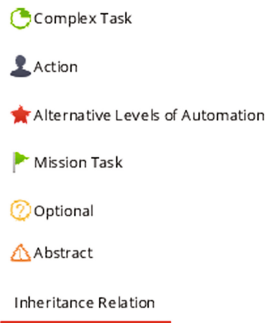 Complex Task
Action
Alternative Levels of Automation
Mission Task
Optional
Abstract
Inheritance Relation